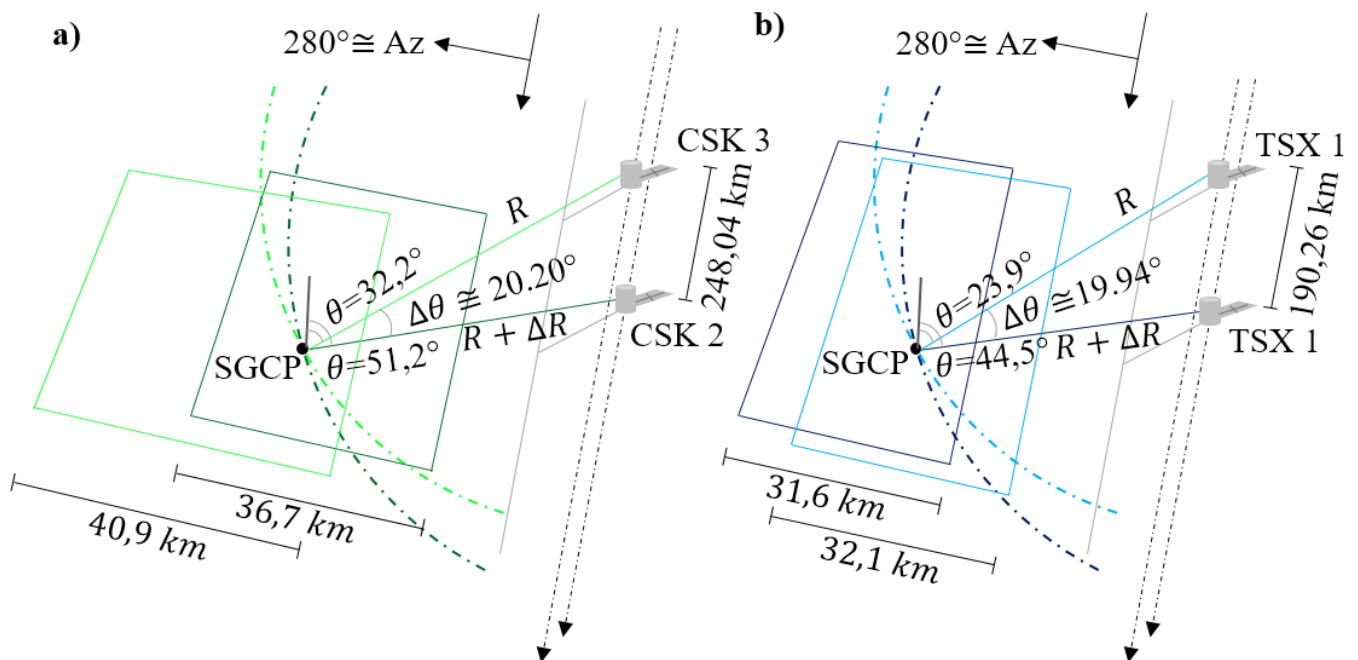 a)
280°≅ Az
CSK 3
R
248,04 km
θ=32,2°
Δθ ≅ 20.20°
CSK 2
SGCP
θ=51,2°
R + ΔR
36,7 km
40,9 km
b)
280°≅ Az
TSX 1
R
190,26 km
θ=23,9°
Δθ ≅19.94°
TSX 1
SGCP
θ=44,5°
R + ΔR
31,6 km
32,1 km